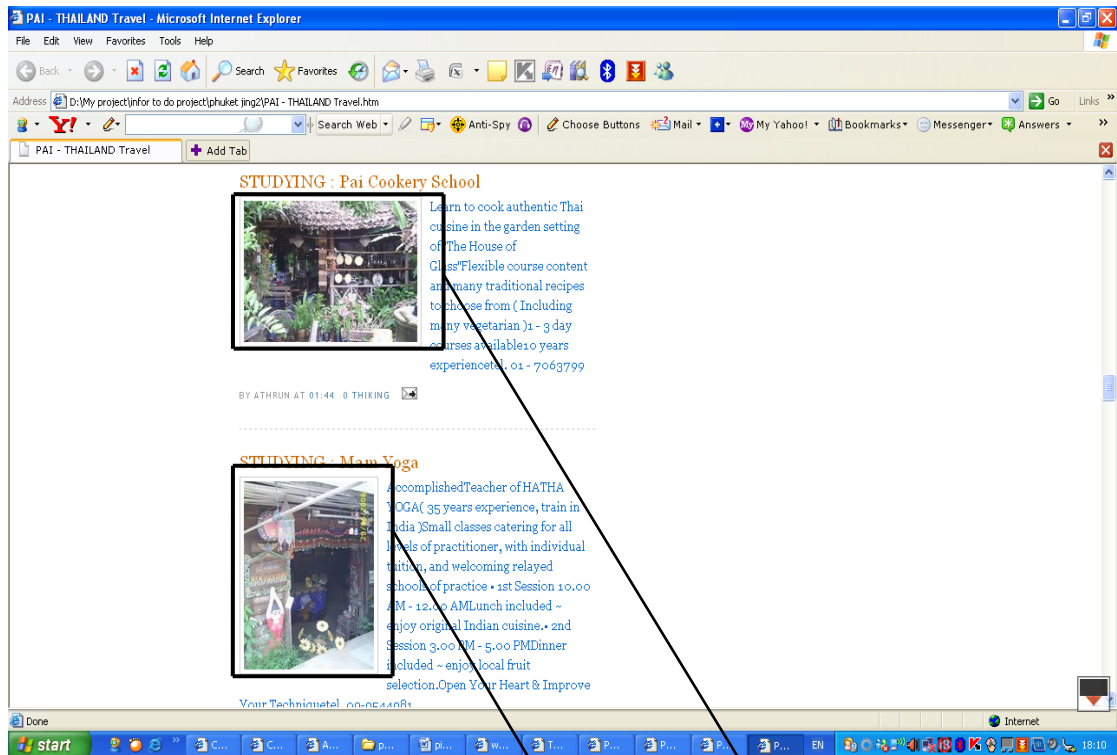 PAI - THAILAND Travel - Microsoft Internet Explorer
File Edit View Favorites Tools Help
Back Search Favorites
Address D:\My project\infor to do project\phuket jing2\PAI - THAILAND Travel.htm Go Links »
Y! Search Web Anti-Spy Choose Buttons Mail My Yahoo! Bookmarks Messenger Answers »
PAI - THAILAND Travel Add Tab
STUDYING : Pai Cookery School
Learn to cook authentic Thai
cuisine in the garden setting
of "The House of
Glass"Flexible course content
and many traditional recipes
to choose from ( Including
many vegetarian )1 - 3 day
courses available10 years
experiencetel. 01 - 7063799
BY ATHRUN AT 01:44 0 THIKING
STUDYING : Mam Yoga
AccomplishedTeacher of HATHA
YOGA( 35 years experience, train in
India )Small classes catering for all
levels of practitioner, with individual
tuition, and welcoming relayed
schools of practice • 1st Session 10.00
AM - 12.00 AMLunch included ~
enjoy original Indian cuisine.• 2nd
Session 3.00 PM - 5.00 PMDinner
included ~ enjoy local fruit
selection.Open Your Heart & Improve
Your Techniquetel.
Done Internet
start » C... C... A... p... pi... w... T... P... P... P... P... EN 18:10